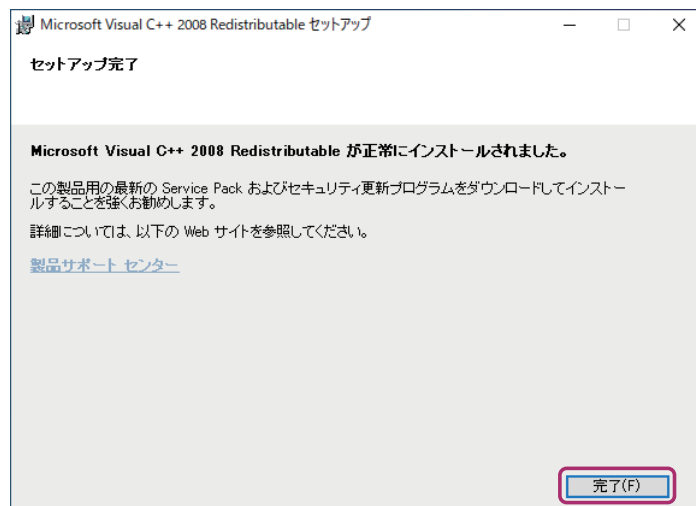 Microsoft Visual C++ 2008 Redistributable セットアップ
セットアップ完了
Microsoft Visual C++ 2008 Redistributable が正常にインストールされました。
この製品用の最新の Service Pack およびセキュリティ更新プログラムをダウンロードしてインストー
ルすることを強くお勧めします。
詳細については、以下の Web サイトを参照してください。
製品サポート センター
完了(F)